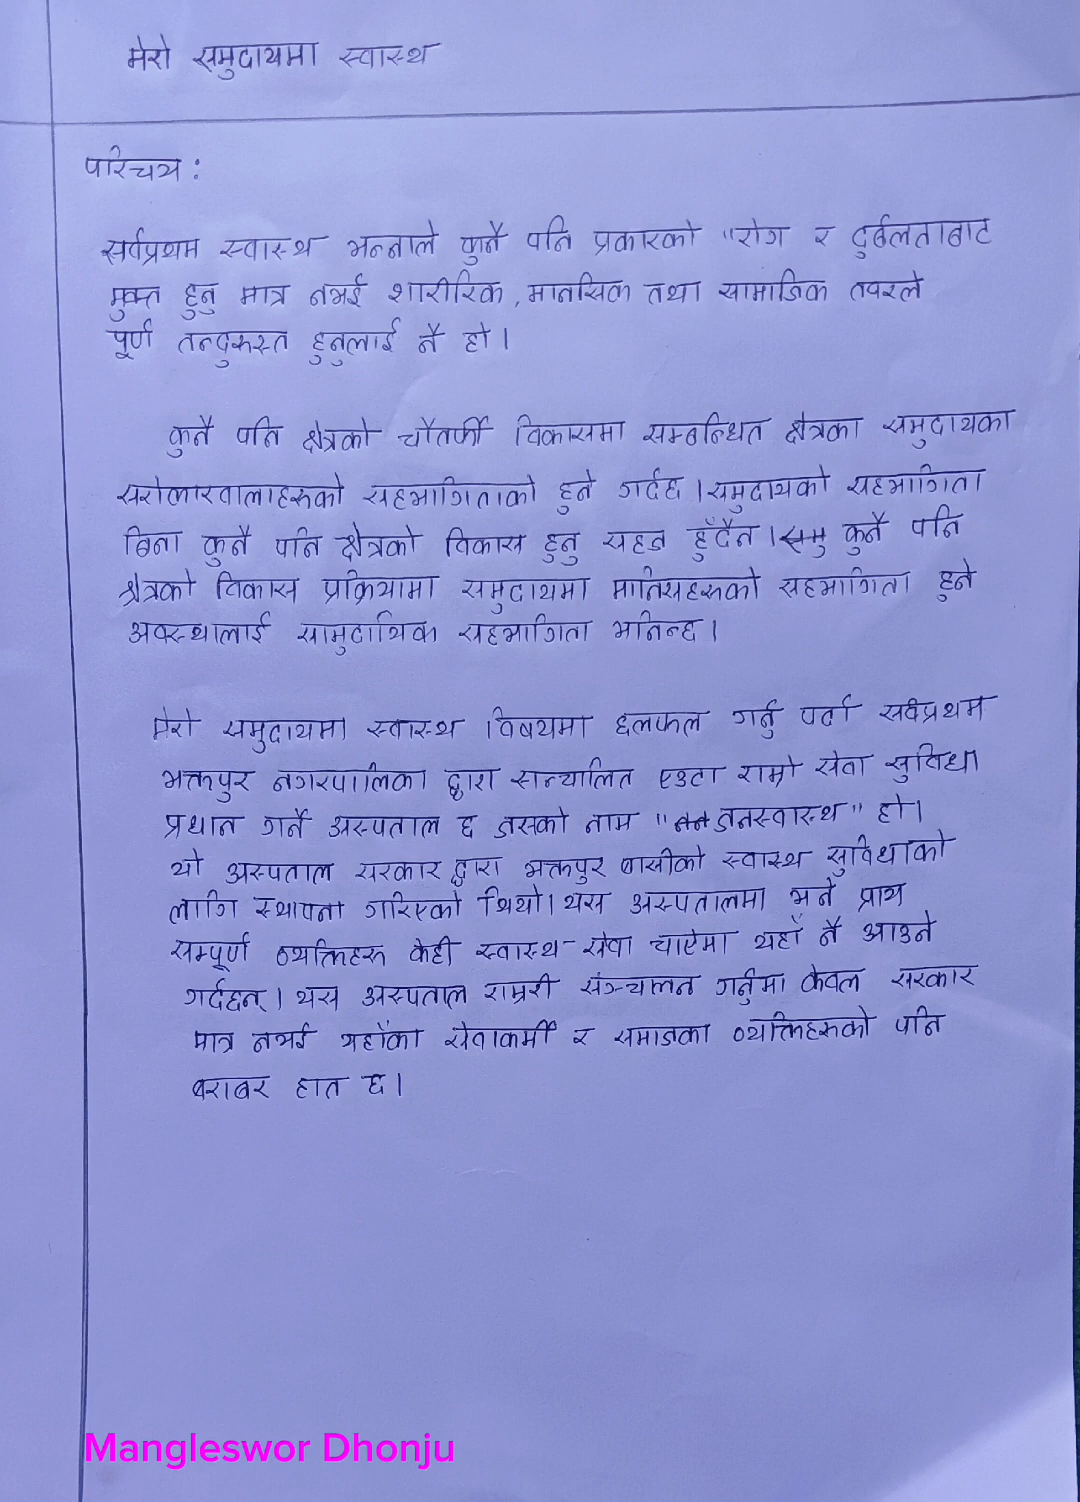 मेरो समुदायमा स्वास्थ
परिचय :
सर्वप्रथम स्वास्थ भन्नाले कुनै पनि प्रकारको "रोग र दुर्बलताबाट
मुक्त हुनु मात्र नभई शारीरिक, मानसिक तथा सामाजिक तवरले
पूर्ण तन्दुरुस्त हुनुलाई नै हो।
कुनै पनि क्षेत्रको चौतर्फी विकासमा सम्बन्धित क्षेत्रका समुदायका
सरोलारवालाहरुको सहभागिताको हुने गर्दछ। समुदायको सहभागिता
बिना कुनै पनि क्षेत्रको विकास हुनु सहज हुँदैन। समु कुनै पनि
क्षेत्रको विकास प्रक्रियामा समुदायमा मानिसहरुको सहभागिता हुने
अवस्थालाई सामुदायिक सहभागिता भनिन्छ।
मेरो समुदायमा स्वास्थ विषयमा छलफल गर्नु पर्दा सर्वप्रथम
भक्तपुर नगरपालिका द्वारा सन्चालित एउटा राम्रो सेवा सुविधा
प्रधान गर्ने अस्पताल छ जसको नाम "जन जनस्वास्थ" हो।
यो अस्पताल सरकार द्वारा भक्तपुर बासीको स्वास्थ सुविधाको
लागि स्थापना गरिएको थियो। यस अस्पतालमा भने प्राय
सम्पूर्ण व्यक्तिहरु केही स्वास्थ-सेवा चाएमा यहाँ नै आउने
गर्दछन्। यस अस्पताल राम्ररी संञ्चालन गर्नुमा केवल सरकार
मात्र नभई यहाँका सेवाकर्मी र समाजका व्यक्तिहरुको पनि
बराबर हात छ।
Mangleswor Dhonju